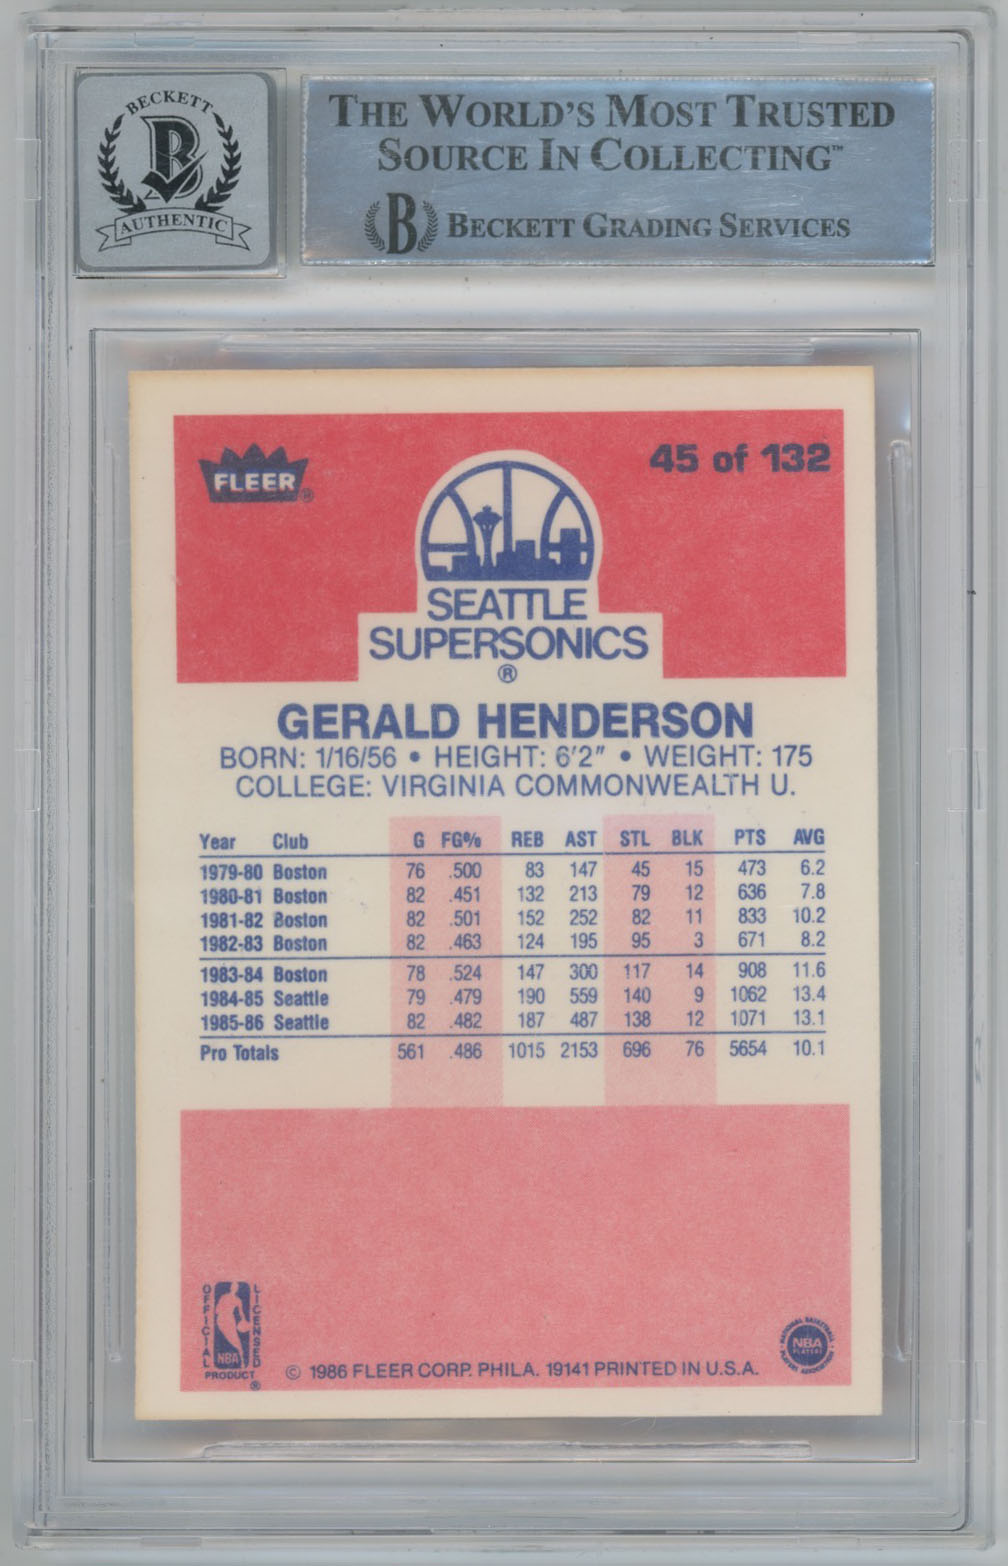 BECKETT
B
AUTHENTIC
THE WORLD'S MOST TRUSTED
SOURCE IN COLLECTING™
B BECKETT GRADING SERVICES
FLEER®
45 of 132
SEATTLE
SUPERSONICS
®
GERALD HENDERSON
BORN: 1/16/56 • HEIGHT: 6'2" • WEIGHT: 175
COLLEGE: VIRGINIA COMMONWEALTH U.
Year Club G FG% REB AST STL BLK PTS AVG
1979-80 Boston 76 .500 83 147 45 15 473 6.2
1980-81 Boston 82 .451 132 213 79 12 636 7.8
1981-82 Boston 82 .501 152 252 82 11 833 10.2
1982-83 Boston 82 .463 124 195 95 3 671 8.2
1983-84 Boston 78 .524 147 300 117 14 908 11.6
1984-85 Seattle 79 .479 190 559 140 9 1062 13.4
1985-86 Seattle 82 .482 187 487 138 12 1071 13.1
Pro Totals 561 .486 1015 2153 696 76 5654 10.1
OFFICIAL LICENSED
NBA
PRODUCT ®
© 1986 FLEER CORP. PHILA. 19141 PRINTED IN U.S.A.
NATIONAL BASKETBALL
NBA
PLAYERS
PLAYERS ASSOCIATION